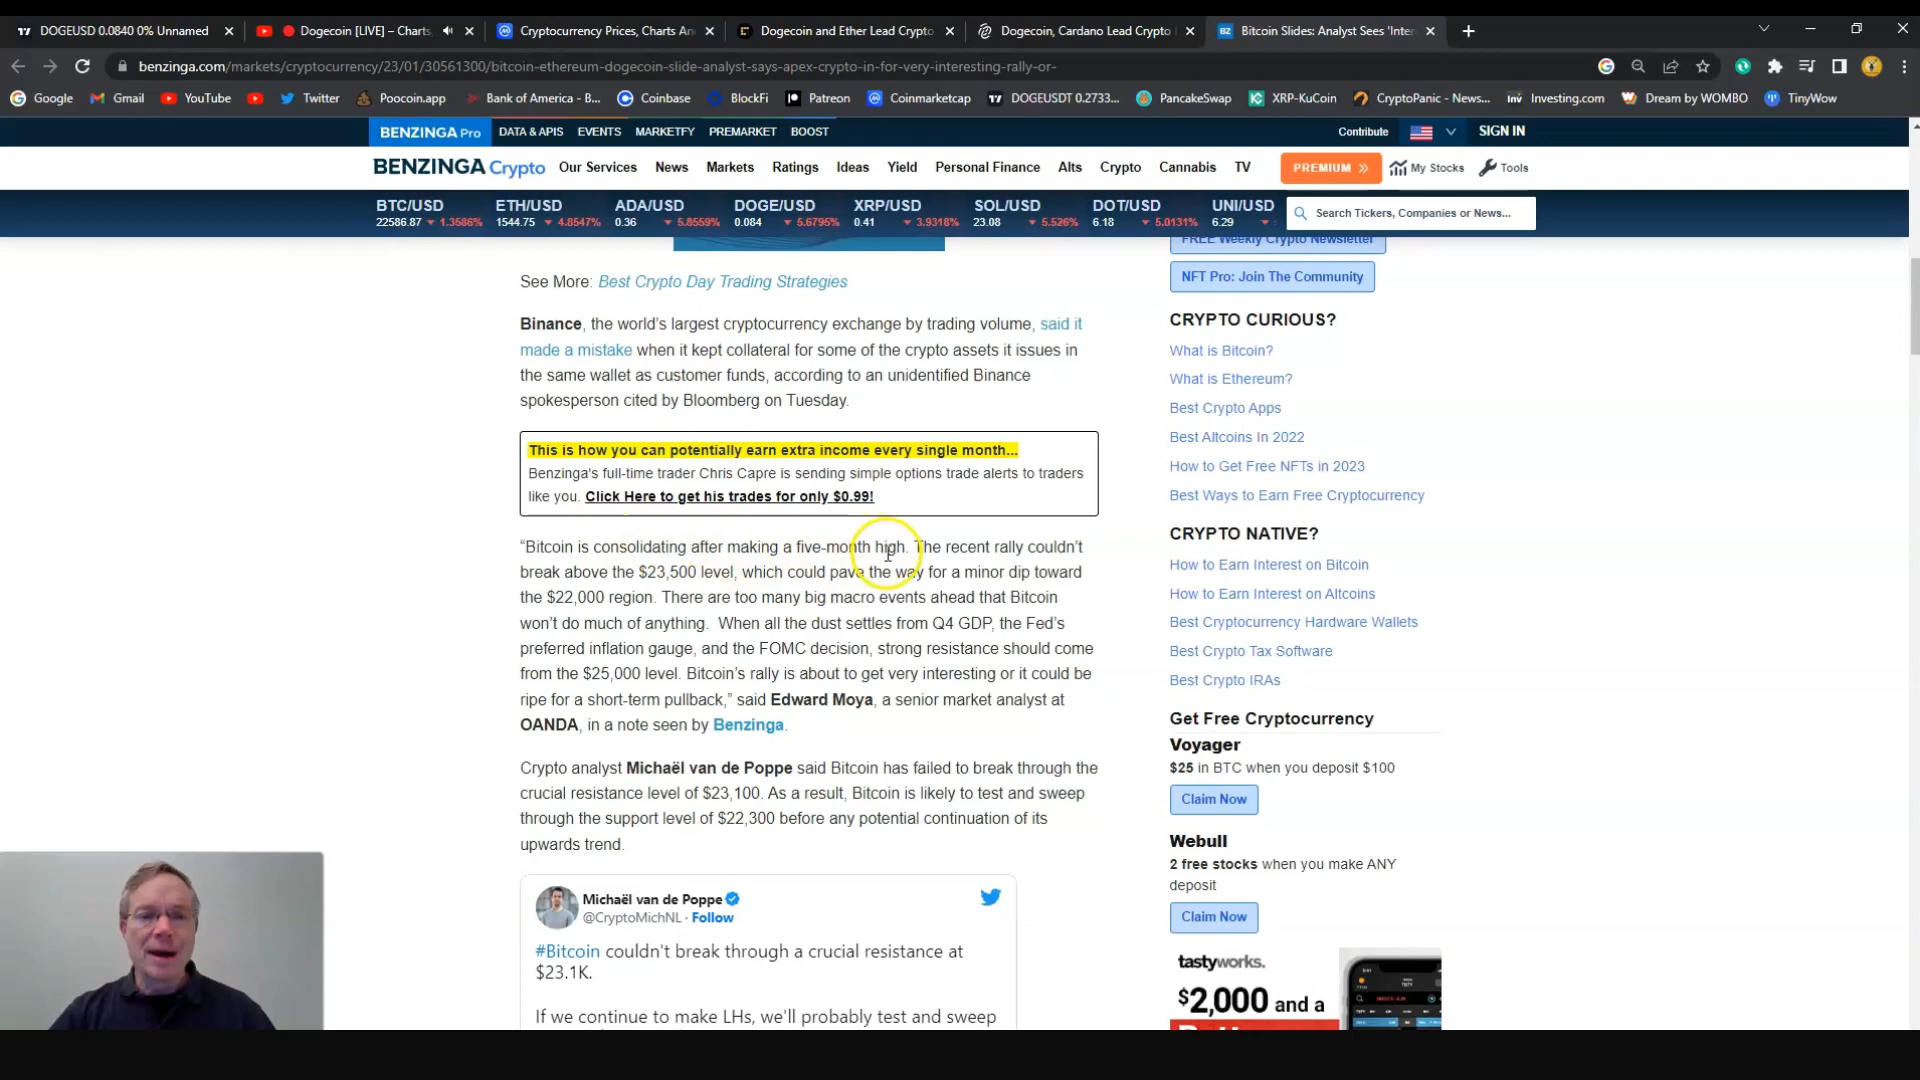 DOGEUSD 0.0840 0% Unnamed
Dogecoin [LIVE] – Charts,
Cryptocurrency Prices, Charts An
Dogecoin and Ether Lead Crypto
Dogecoin, Cardano Lead Crypto
Bitcoin Slides: Analyst Sees 'Inter
benzinga.com/markets/cryptocurrency/23/01/30561300/bitcoin-ethereum-dogecoin-slide-analyst-says-apex-crypto-in-for-very-interesting-rally-or-
Google Gmail YouTube Twitter Poocoin.app Bank of America - B... Coinbase BlockFi Patreon Coinmarketcap DOGEUSDT 0.2733... PancakeSwap XRP-KuCoin CryptoPanic - News... Investing.com Dream by WOMBO TinyWow
BENZINGA Pro DATA & APIS EVENTS MARKETFY PREMARKET BOOST Contribute SIGN IN
BENZINGA Crypto Our Services News Markets Ratings Ideas Yield Personal Finance Alts Crypto Cannabis TV PREMIUM My Stocks Tools
BTC/USD ETH/USD ADA/USD DOGE/USD XRP/USD SOL/USD DOT/USD UNI/USD
22586.87 1.3586% 1544.75 4.8547% 0.36 5.8559% 0.084 5.6795% 0.41 3.9318% 23.08 5.526% 6.18 5.0131% 6.29
Search Tickers, Companies or News...
See More: Best Crypto Day Trading Strategies
Binance, the world's largest cryptocurrency exchange by trading volume, said it
made a mistake when it kept collateral for some of the crypto assets it issues in
the same wallet as customer funds, according to an unidentified Binance
spokesperson cited by Bloomberg on Tuesday.
This is how you can potentially earn extra income every single month...
Benzinga's full-time trader Chris Capre is sending simple options trade alerts to traders
like you. Click Here to get his trades for only $0.99!
“Bitcoin is consolidating after making a five-month high. The recent rally couldn’t
break above the $23,500 level, which could pave the way for a minor dip toward
the $22,000 region. There are too many big macro events ahead that Bitcoin
won’t do much of anything. When all the dust settles from Q4 GDP, the Fed’s
preferred inflation gauge, and the FOMC decision, strong resistance should come
from the $25,000 level. Bitcoin’s rally is about to get very interesting or it could be
ripe for a short-term pullback,” said Edward Moya, a senior market analyst at
OANDA, in a note seen by Benzinga.
Crypto analyst Michaël van de Poppe said Bitcoin has failed to break through the
crucial resistance level of $23,100. As a result, Bitcoin is likely to test and sweep
through the support level of $22,300 before any potential continuation of its
upwards trend.
Michaël van de Poppe
@CryptoMichNL · Follow
#Bitcoin couldn't break through a crucial resistance at
$23.1K.
If we continue to make LHs, we'll probably test and sweep
FREE Weekly Crypto Newsletter
NFT Pro: Join The Community
CRYPTO CURIOUS?
What is Bitcoin?
What is Ethereum?
Best Crypto Apps
Best Altcoins In 2022
How to Get Free NFTs in 2023
Best Ways to Earn Free Cryptocurrency
CRYPTO NATIVE?
How to Earn Interest on Bitcoin
How to Earn Interest on Altcoins
Best Cryptocurrency Hardware Wallets
Best Crypto Tax Software
Best Crypto IRAs
Get Free Cryptocurrency
Voyager
$25 in BTC when you deposit $100
Claim Now
Webull
2 free stocks when you make ANY
deposit
Claim Now
tastyworks.
$2,000 and a